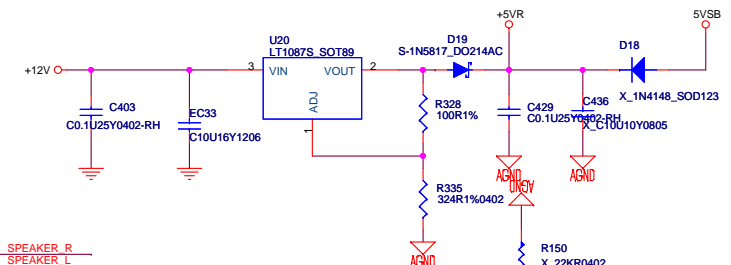 +5VR
5VSB
U20
LT1087S_SOT89
D19
S-1N5817_DO214AC
D18
+12V
3
VIN
VOUT
2
ADJ
1
X_1N4148_SOD123
C403
C0.1U25Y0402-RH
EC33
C10U16Y1206
R328
100R1%
C429
C0.1U25Y0402-RH
C436
X_C10U10Y0805
AGND
AGND
AGND
R335
324R1%0402
AGND
R150
X_22KR0402
SPEAKER_R
SPEAKER_L